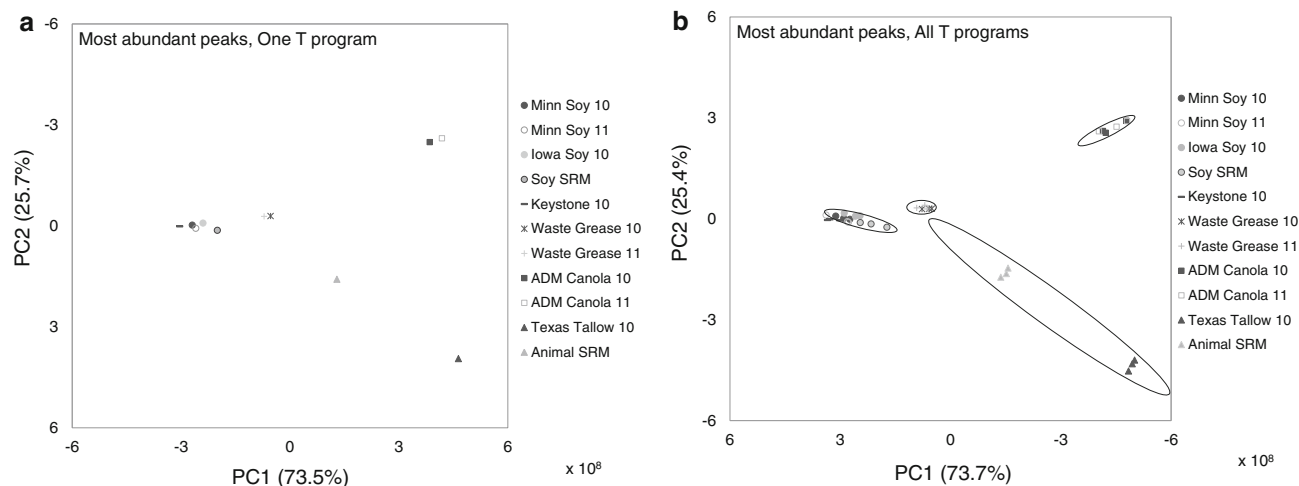 a
Most abundant peaks, One T program
-6
-3
0
3
6
PC2 (25.7%)
-6
-3
0
3
6
x 10⁸
PC1 (73.5%)
Minn Soy 10
Minn Soy 11
Iowa Soy 10
Soy SRM
Keystone 10
Waste Grease 10
Waste Grease 11
ADM Canola 10
ADM Canola 11
Texas Tallow 10
Animal SRM
b
Most abundant peaks, All T programs
6
3
0
-3
-6
PC2 (25.4%)
6
3
0
-3
-6
x 10⁸
PC1 (73.7%)
Minn Soy 10
Minn Soy 11
Iowa Soy 10
Soy SRM
Keystone 10
Waste Grease 10
Waste Grease 11
ADM Canola 10
ADM Canola 11
Texas Tallow 10
Animal SRM